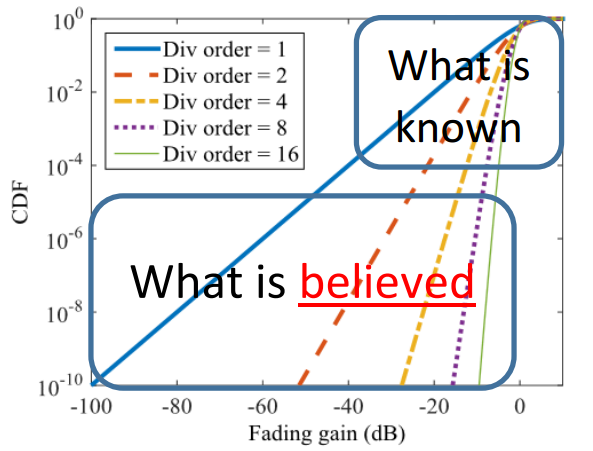 10^0
10^-2
10^-4
10^-6
10^-8
10^-10
CDF
Div order = 1
Div order = 2
Div order = 4
Div order = 8
Div order = 16
What is
known
What is believed
-100
-80
-60
-40
-20
0
Fading gain (dB)